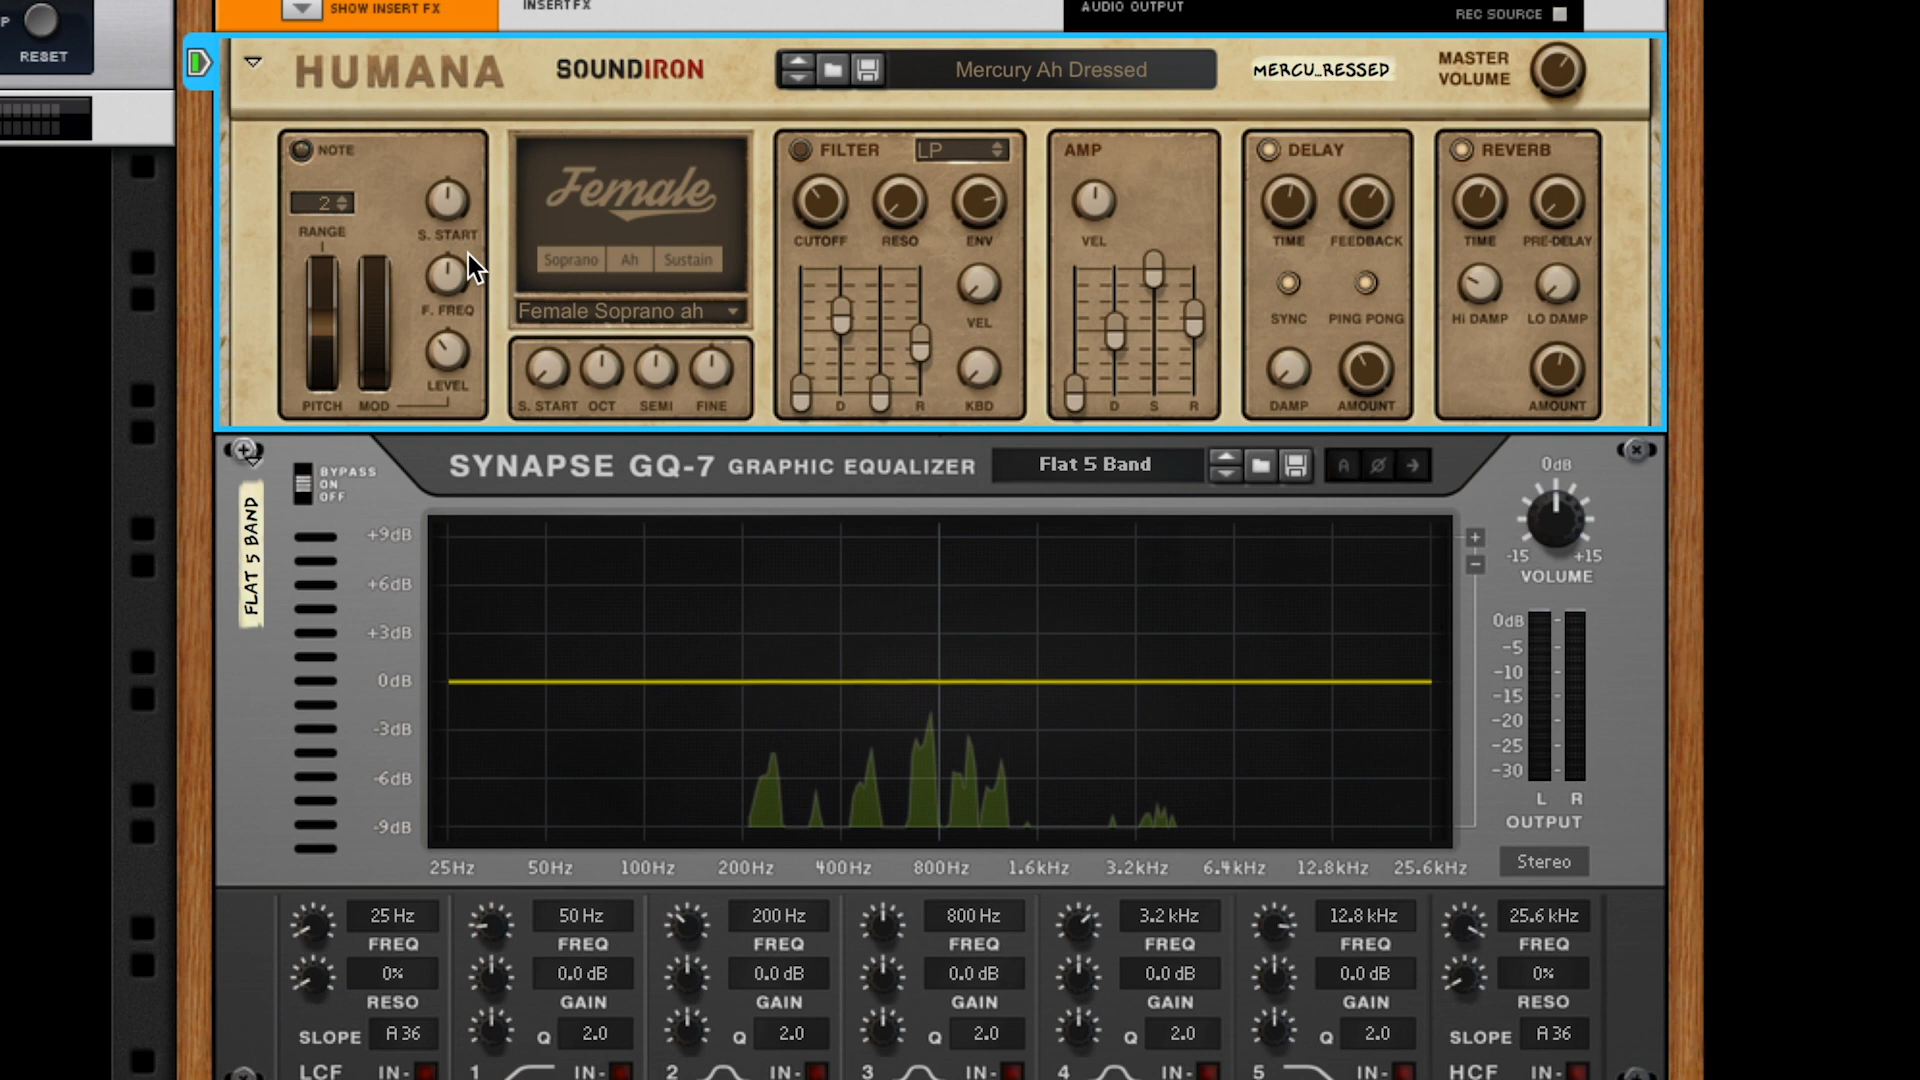 SHOW INSERT FX
INSERT FX
AUDIO OUTPUT
REC SOURCE
P
RESET
HUMANA
SOUNDIRON
Mercury Ah Dressed
MERCU_RESSED
MASTER
VOLUME
NOTE
2
RANGE
S. START
F. FREQ
LEVEL
PITCH MOD
Female
Soprano Ah Sustain
Female Soprano ah
S. START OCT SEMI FINE
FILTER LP
CUTOFF RESO ENV
VEL
KBD
D R
AMP
VEL
D S R
DELAY
TIME FEEDBACK
SYNC PING PONG
DAMP AMOUNT
REVERB
TIME PRE-DELAY
HI DAMP LO DAMP
AMOUNT
FLAT 5 BAND
BYPASS
ON
OFF
SYNAPSE GQ-7 GRAPHIC EQUALIZER
Flat 5 Band
A Ø →
0dB
-15 +15
VOLUME
+9dB
+6dB
+3dB
0dB
-3dB
-6dB
-9dB
+
−
0dB
-5
-10
-15
-20
-25
-30
L R
OUTPUT
Stereo
25Hz 50Hz 100Hz 200Hz 400Hz 800Hz 1.6kHz 3.2kHz 6.4kHz 12.8kHz 25.6kHz
25 Hz 50 Hz 200 Hz 800 Hz 3.2 kHz 12.8 kHz 25.6 kHz
FREQ FREQ FREQ FREQ FREQ FREQ FREQ
0% 0.0 dB 0.0 dB 0.0 dB 0.0 dB 0.0 dB 0%
RESO GAIN GAIN GAIN GAIN GAIN RESO
SLOPE A 36 Q 2.0 Q 2.0 Q 2.0 Q 2.0 Q 2.0 SLOPE A 36
LCF IN- 1 IN- 2 IN- 3 IN- 4 IN- 5 IN- HCF IN-